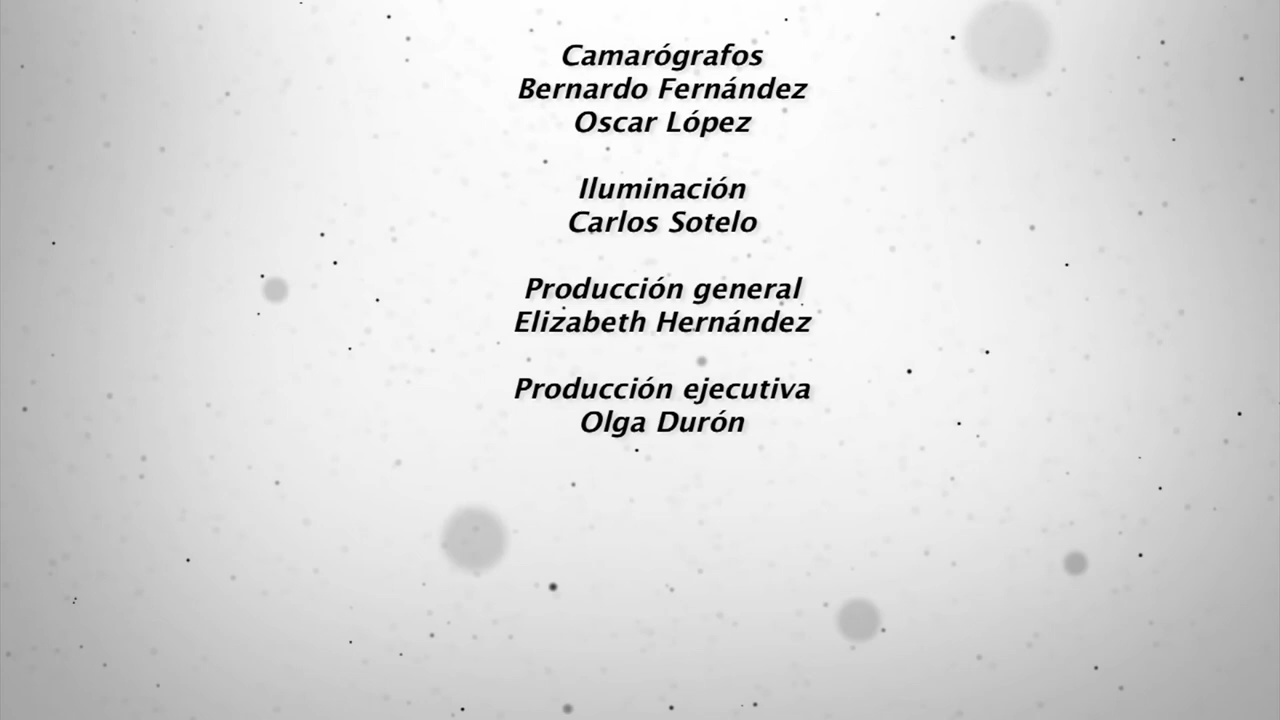 Camarógrafos
Bernardo Fernández
Oscar López
Iluminación
Carlos Sotelo
Producción general
Elizabeth Hernández
Producción ejecutiva
Olga Durón